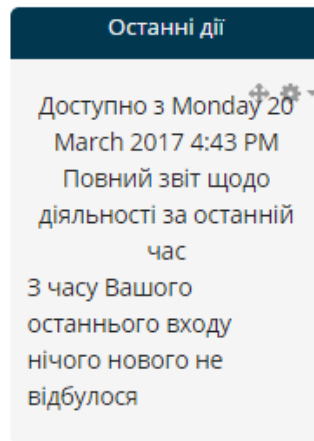 Останні дії
Доступно з Monday 20
March 2017 4:43 PM
Повний звіт щодо
діяльності за останній
час
З часу Вашого
останнього входу
нічого нового не
відбулося